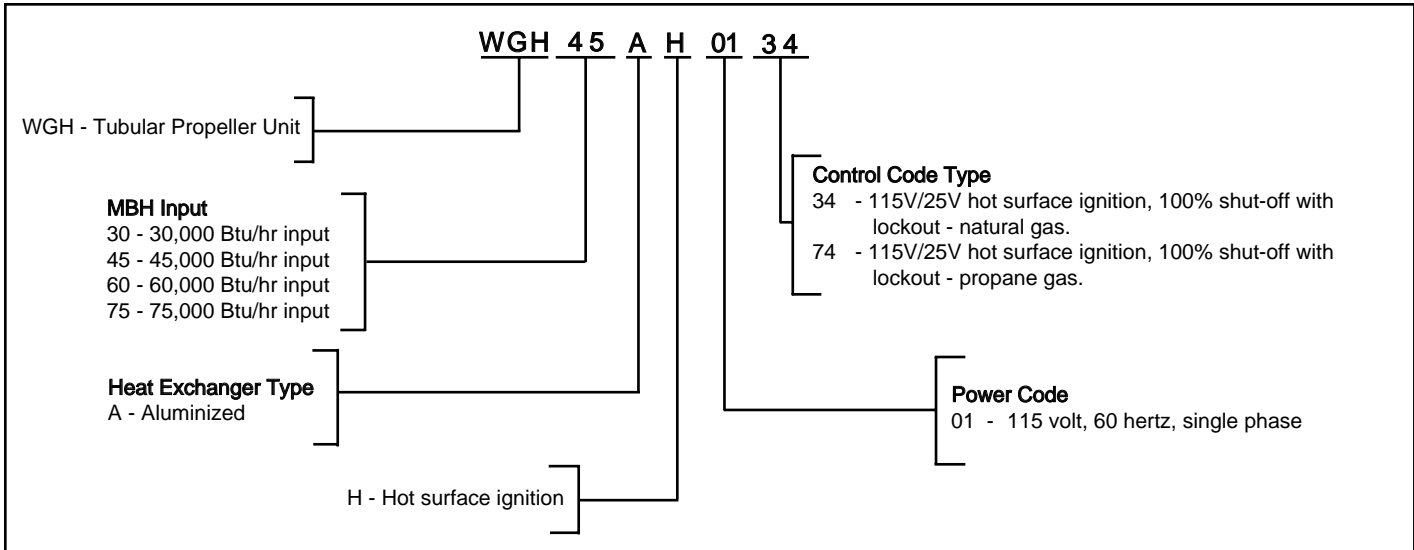 WGH 45 A H 01 34
WGH - Tubular Propeller Unit
MBH Input
30 - 30,000 Btu/hr input
45 - 45,000 Btu/hr input
60 - 60,000 Btu/hr input
75 - 75,000 Btu/hr input
Heat Exchanger Type
A - Aluminized
H - Hot surface ignition
Control Code Type
34 - 115V/25V hot surface ignition, 100% shut-off with
lockout - natural gas.
74 - 115V/25V hot surface ignition, 100% shut-off with
lockout - propane gas.
Power Code
01 - 115 volt, 60 hertz, single phase